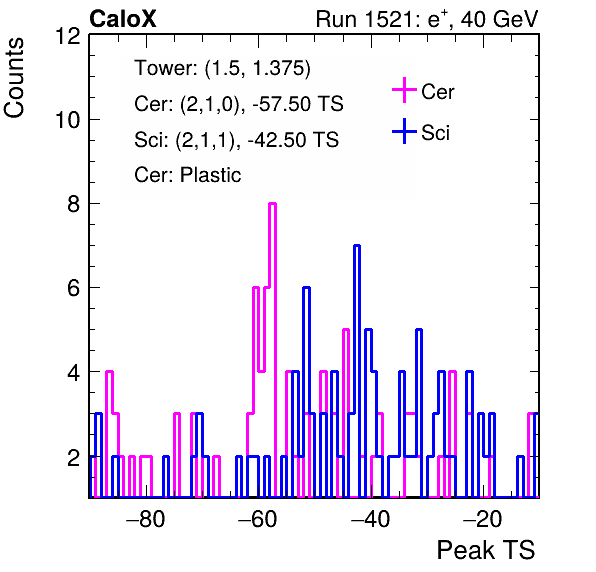 CaloX Run 1521: e⁺, 40 GeV
Counts
12
10
8
6
4
2
Tower: (1.5, 1.375)
Cer: (2,1,0), -57.50 TS
Sci: (2,1,1), -42.50 TS
Cer: Plastic
Cer
Sci
−80 −60 −40 −20
Peak TS